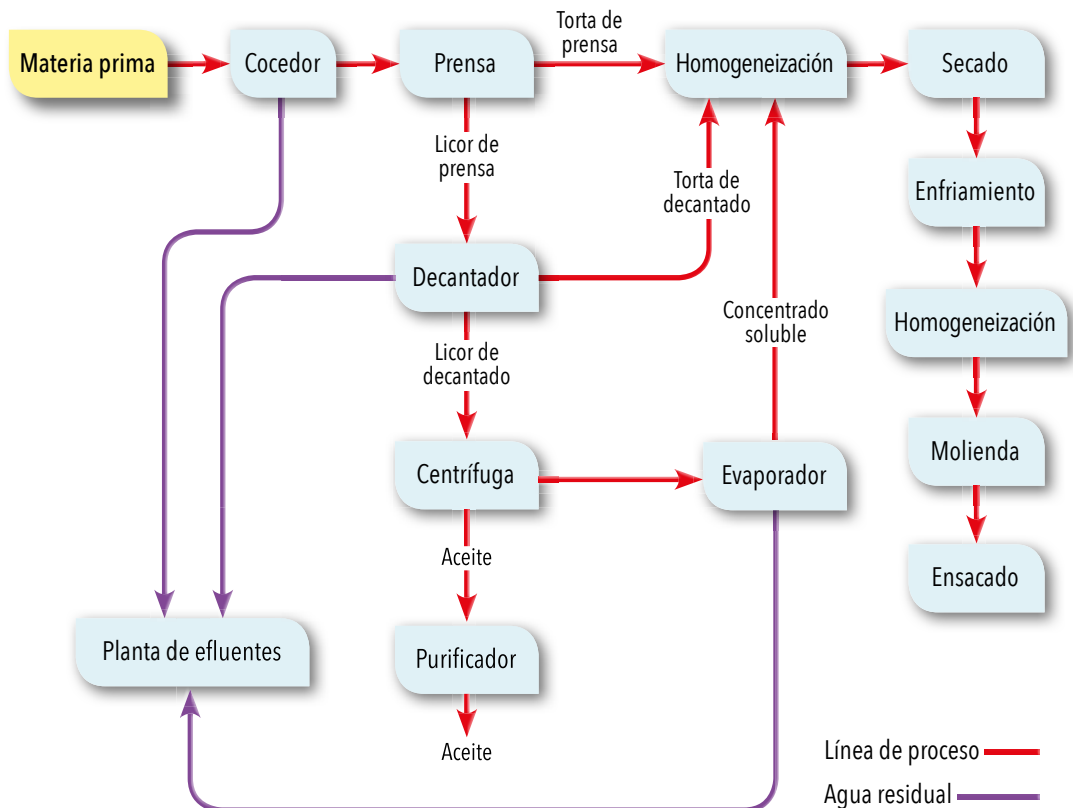 Materia prima
Cocedor
Prensa
Torta de
prensa
Homogeneización
Secado
Licor de
prensa
Torta de
decantado
Enfriamiento
Decantador
Concentrado
soluble
Homogeneización
Licor de
decantado
Centrífuga
Evaporador
Molienda
Aceite
Ensacado
Planta de efluentes
Purificador
Aceite
Línea de proceso
Agua residual